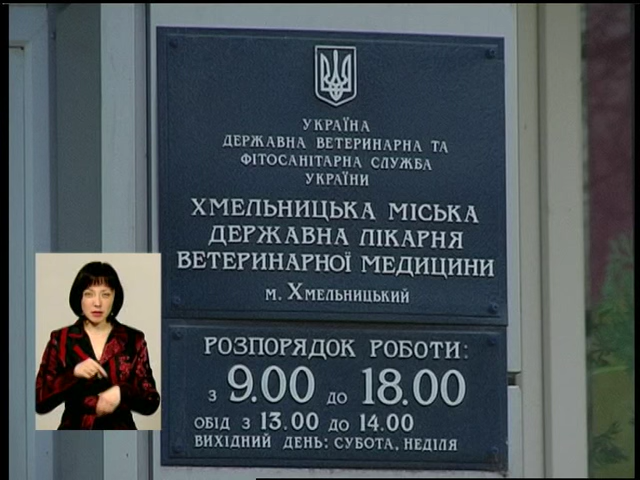 УКРАЇНА
ДЕРЖАВНА ВЕТЕРИНАРНА ТА
ФІТОСАНІТАРНА СЛУЖБА
УКРАЇНИ
ХМЕЛЬНИЦЬКА МІСЬКА
ДЕРЖАВНА ЛІКАРНЯ
ВЕТЕРИНАРНОЇ МЕДИЦИНИ
м. Хмельницький
РОЗПОРЯДОК РОБОТИ:
з 9.00 до 18.00
ОБІД З 13.00 ДО 14.00
ВИХІДНИЙ ДЕНЬ: СУБОТА, НЕДІЛЯ